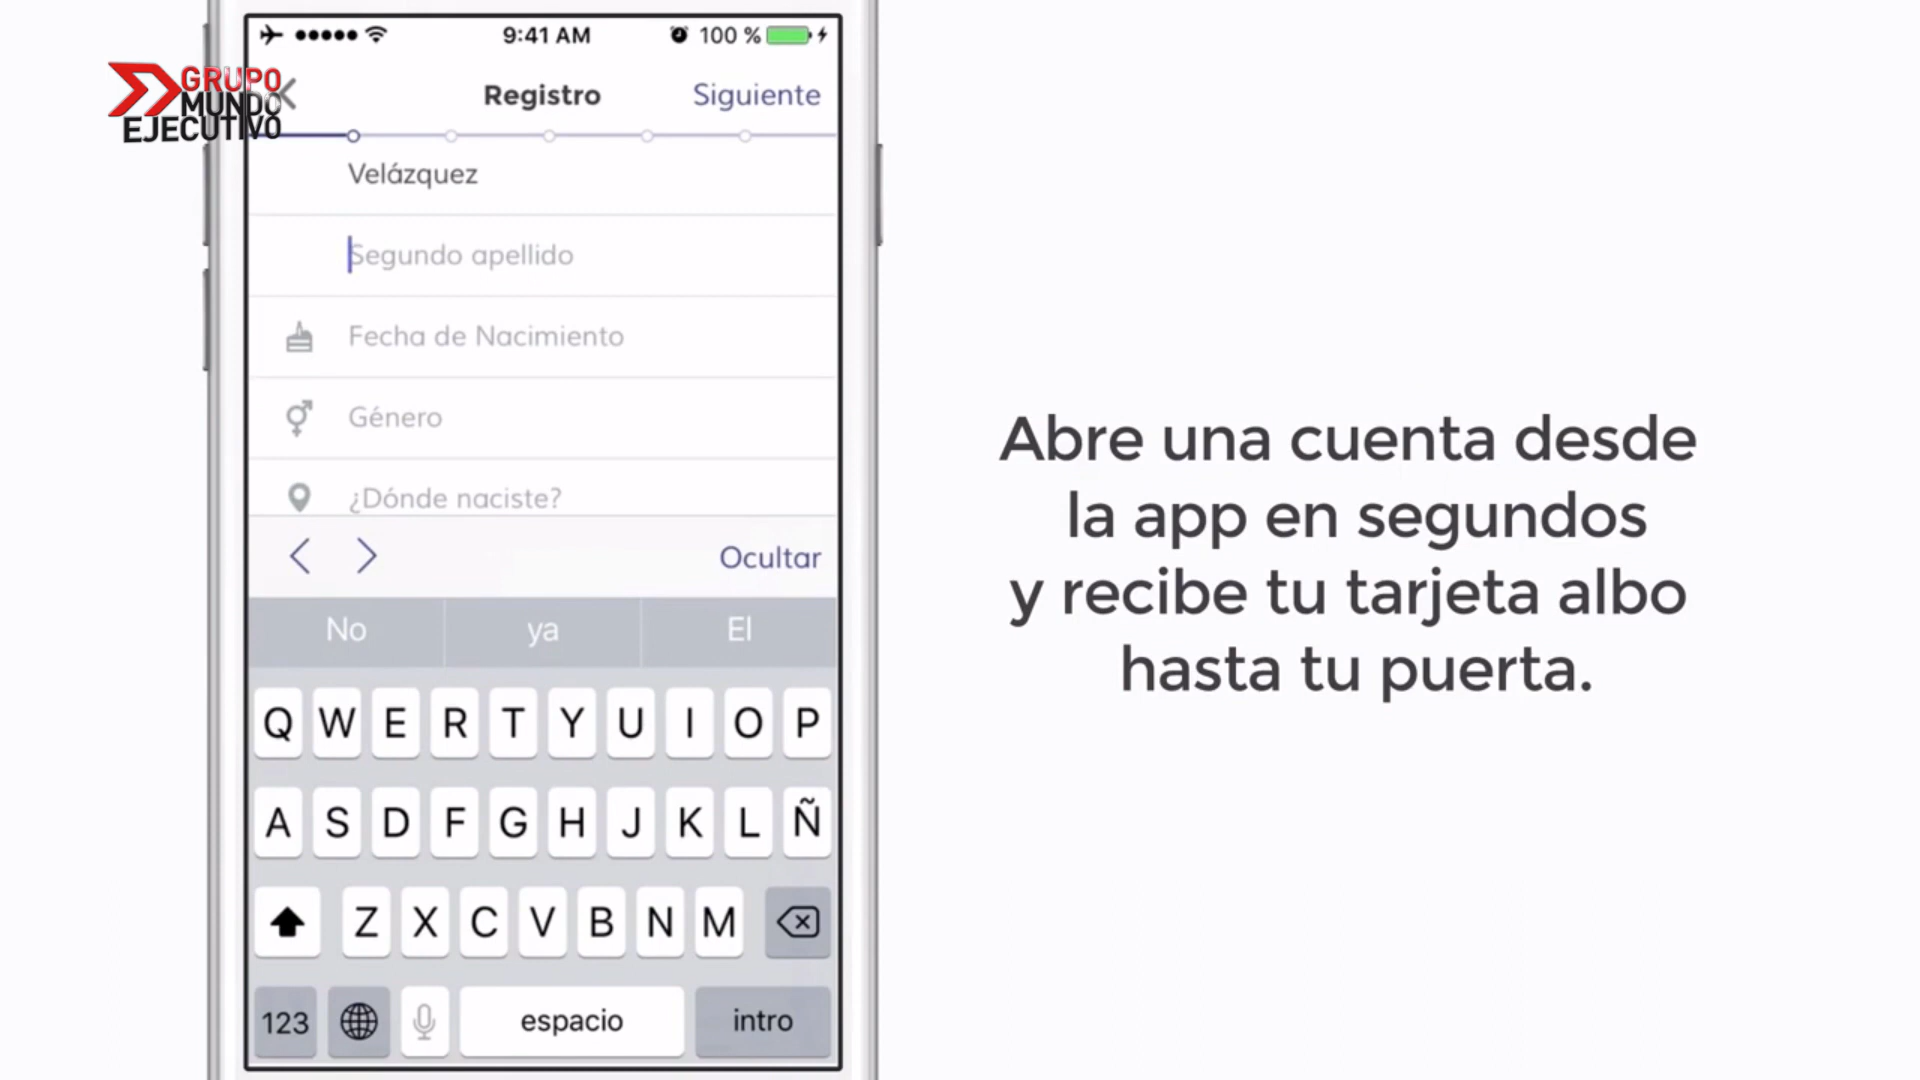 9:41 AM
100 %
GRUPO
MUNDO
EJECUTIVO
Registro
Siguiente
Velázquez
Segundo apellido
Fecha de Nacimiento
Género
¿Dónde naciste?
Ocultar
No ya El
Q W E R T Y U I O P
A S D F G H J K L Ñ
Z X C V B N M
123 espacio intro
Abre una cuenta desde
la app en segundos
y recibe tu tarjeta albo
hasta tu puerta.